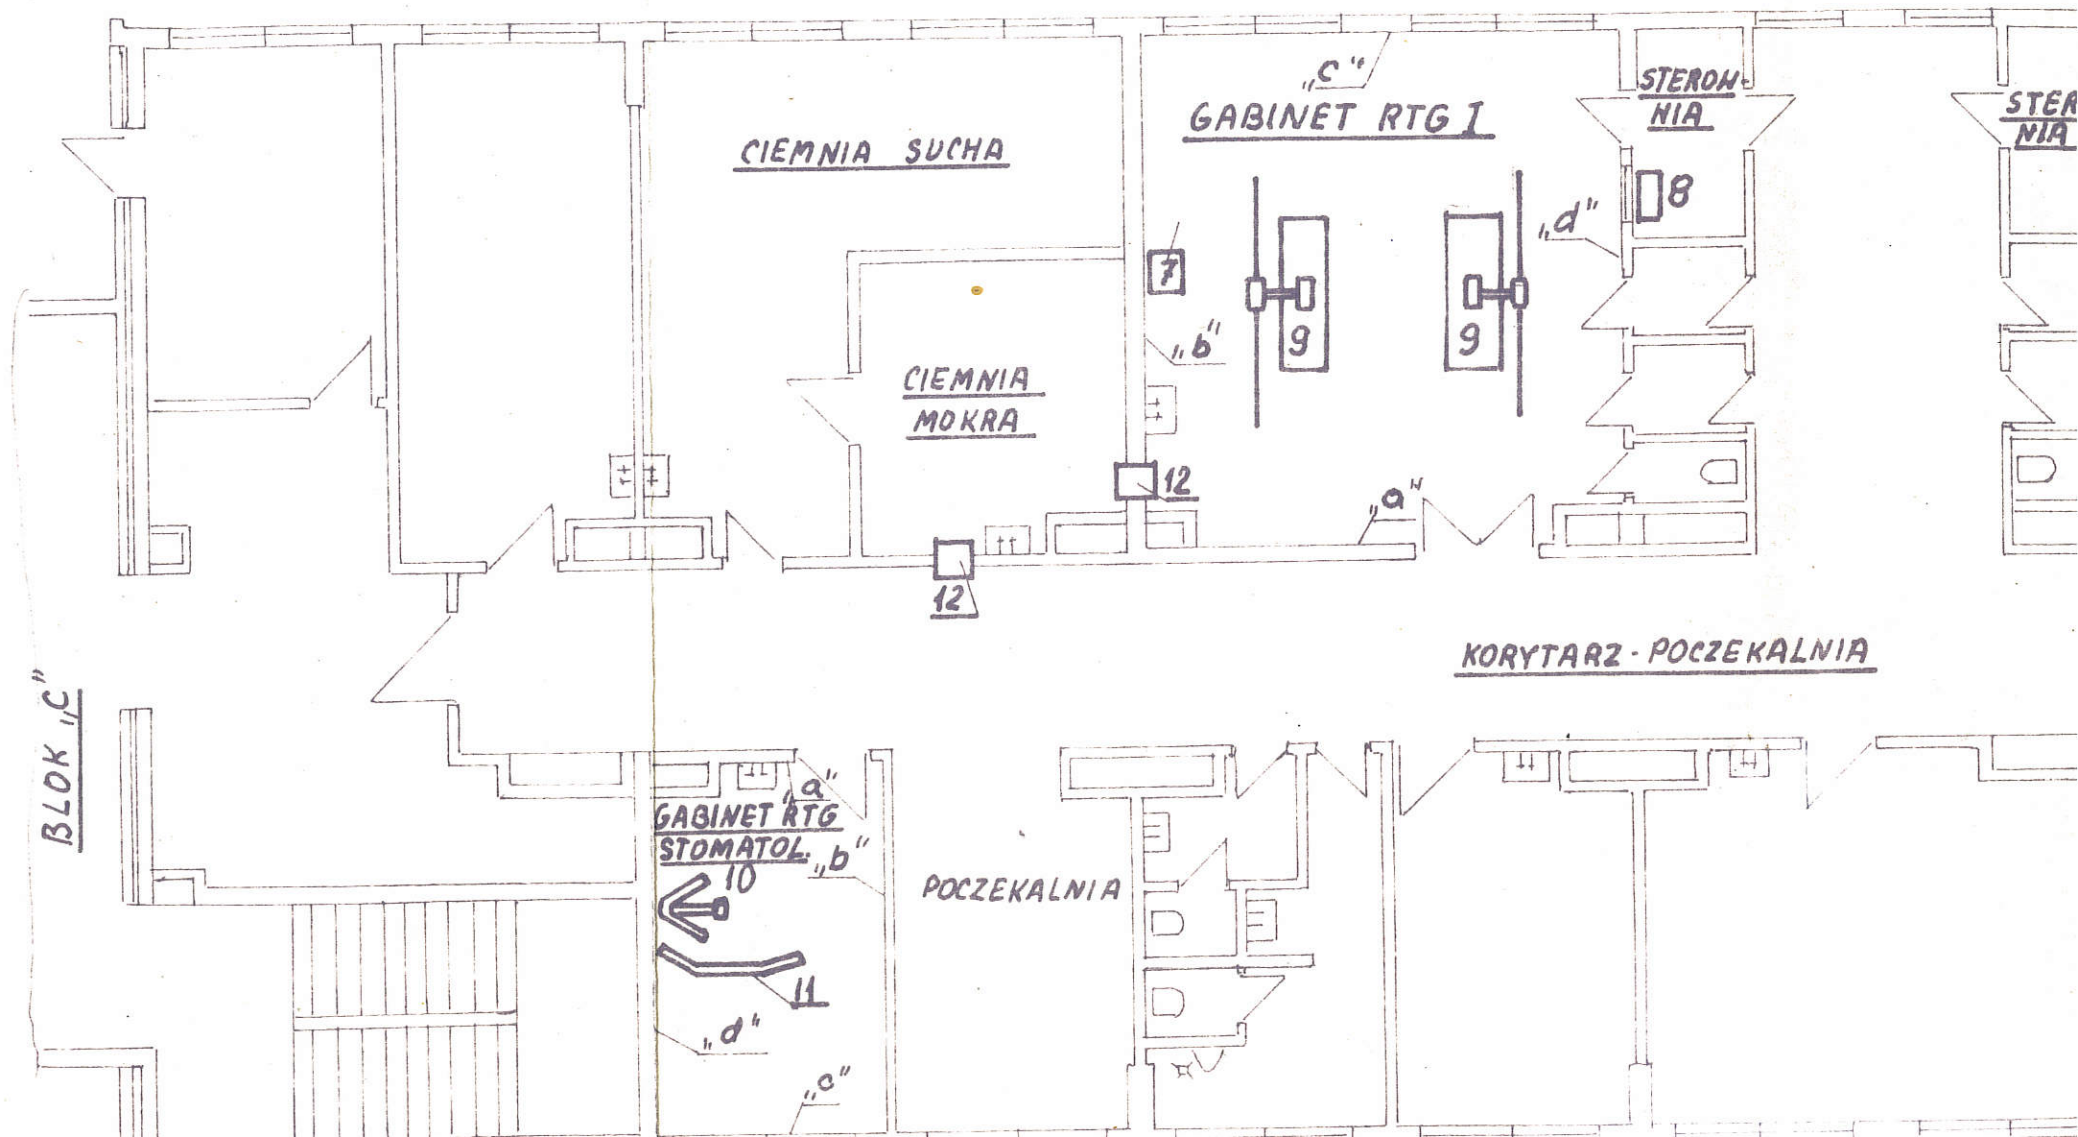 „c"
GABINET RTG I
STEROW-
NIA
STER
NIA
CIEMNIA SUCHA
8
„d"
7
9
9
„b"
CIEMNIA
MOKRA
12
„a"
12
KORYTARZ - POCZEKALNIA
BLOK „C"
„a"
GABINET RTG
STOMATOL.
„b"
10
POCZEKALNIA
11
„d"
„c"